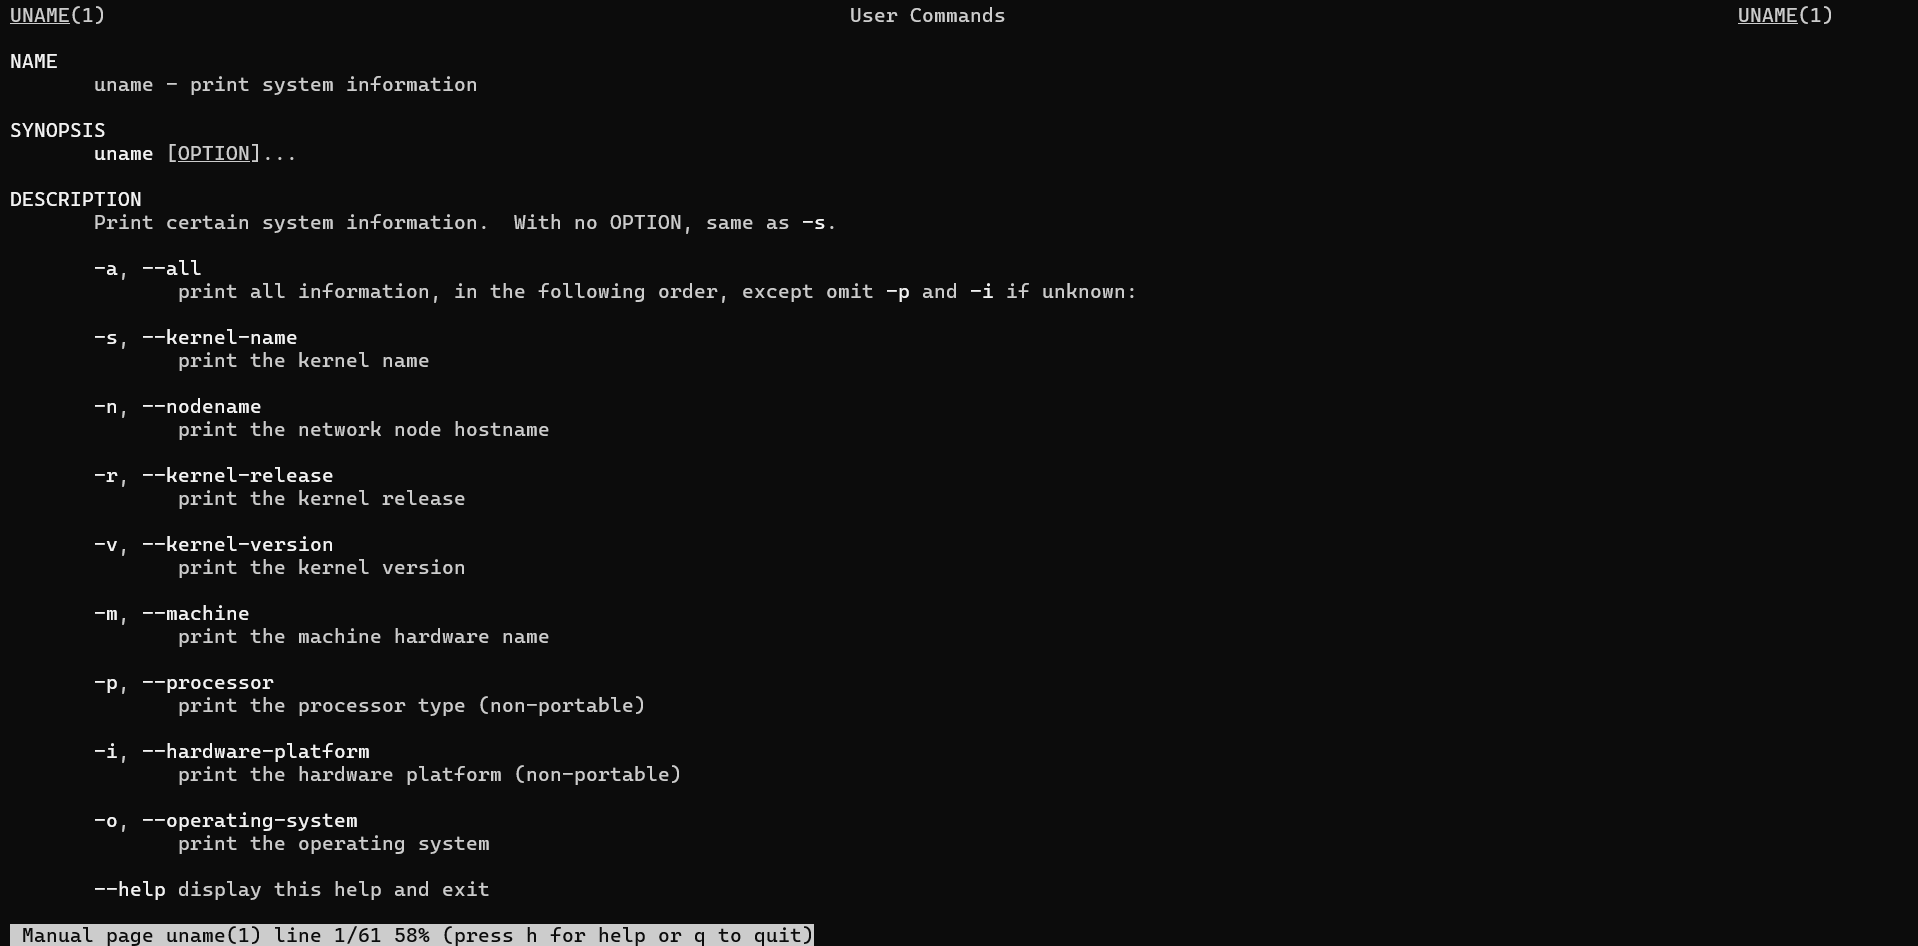 UNAME(1) User Commands UNAME(1)
NAME
uname - print system information
SYNOPSIS
uname [OPTION]...
DESCRIPTION
Print certain system information.  With no OPTION, same as -s.
-a, --all
print all information, in the following order, except omit -p and -i if unknown:
-s, --kernel-name
print the kernel name
-n, --nodename
print the network node hostname
-r, --kernel-release
print the kernel release
-v, --kernel-version
print the kernel version
-m, --machine
print the machine hardware name
-p, --processor
print the processor type (non-portable)
-i, --hardware-platform
print the hardware platform (non-portable)
-o, --operating-system
print the operating system
--help display this help and exit
Manual page uname(1) line 1/61 58% (press h for help or q to quit)